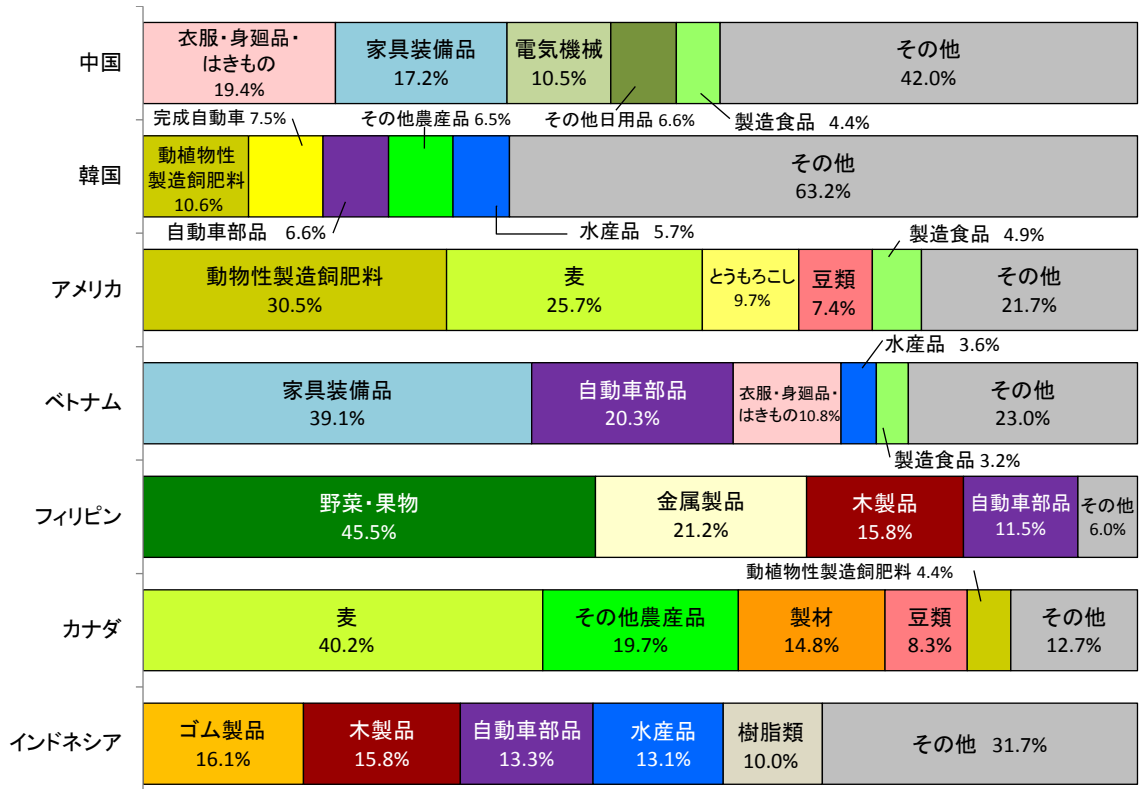 中国
衣服・身廻品・
はきもの
19.4%
家具装備品
17.2%
電気機械
10.5%
その他日用品 6.6%
製造食品 4.4%
その他
42.0%
韓国
動植物性
製造飼肥料
10.6%
完成自動車 7.5%
自動車部品 6.6%
その他農産品 6.5%
水産品 5.7%
その他
63.2%
アメリカ
動物性製造飼肥料
30.5%
麦
25.7%
とうもろこし
9.7%
豆類
7.4%
製造食品 4.9%
その他
21.7%
ベトナム
家具装備品
39.1%
自動車部品
20.3%
衣服・身廻品・
はきもの10.8%
水産品 3.6%
製造食品 3.2%
その他
23.0%
フィリピン
野菜・果物
45.5%
金属製品
21.2%
木製品
15.8%
自動車部品
11.5%
その他
6.0%
カナダ
麦
40.2%
その他農産品
19.7%
製材
14.8%
豆類
8.3%
動植物性製造飼肥料 4.4%
その他
12.7%
インドネシア
ゴム製品
16.1%
木製品
15.8%
自動車部品
13.3%
水産品
13.1%
樹脂類
10.0%
その他 31.7%